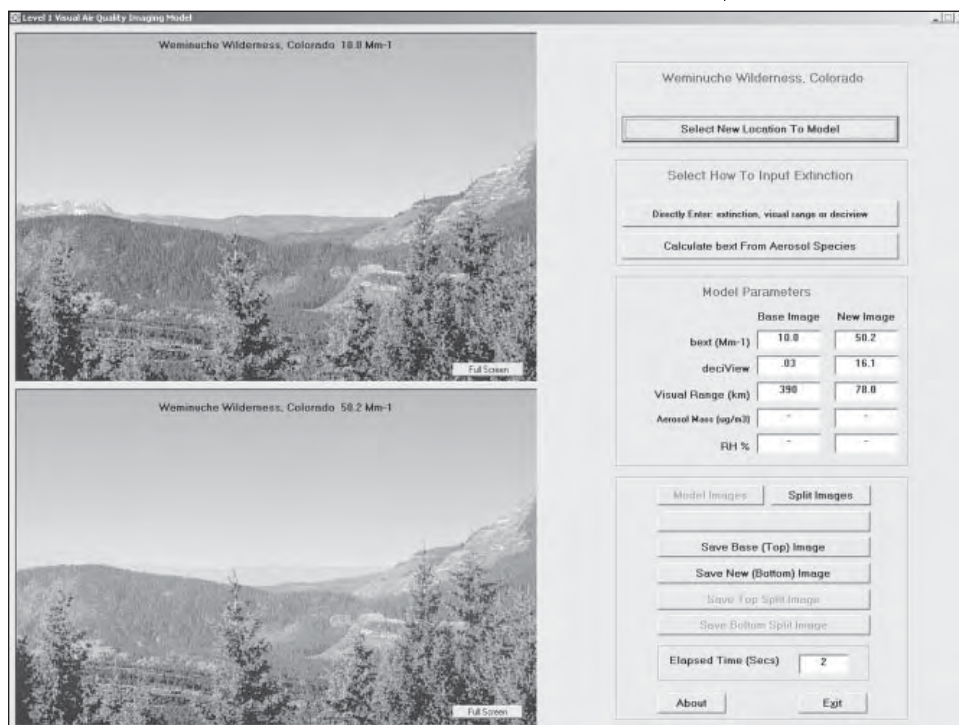 Level 1 Visual Air Quality Imaging Model
Weminuche Wilderness, Colorado 10.0 Mm-1
Full Screen
Weminuche Wilderness, Colorado 50.2 Mm-1
Full Screen
Weminuche Wilderness, Colorado
Select New Location To Model
Select How To Input Extinction
Directly Enter: extinction, visual range or deciview
Calculate bext From Aerosol Species
Model Parameters
Base Image New Image
bext (Mm-1) 10.0 50.2
deciView .03 16.1
Visual Range (km) 390 78.0
Aerosol Mass (ug/m3) - -
RH % - -
Model Images Split Images
Save Base (Top) Image
Save New (Bottom) Image
Save Top Split Image
Save Bottom Split Image
Elapsed Time (Secs) 2
About Exit